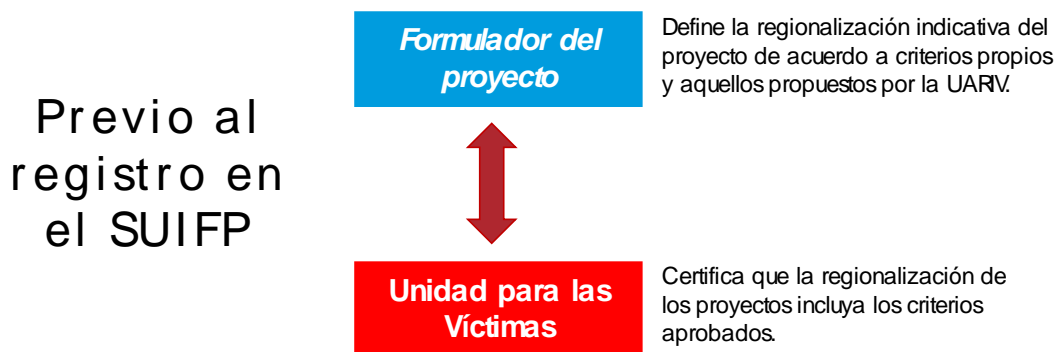 Previo al
registro en
el SUIFP
Formulador del
proyecto
Define la regionalización indicativa del
proyecto de acuerdo a criterios propios
y aquellos propuestos por la UARIV.
Unidad para las
Víctimas
Certifica que la regionalización de
los proyectos incluya los criterios
aprobados.